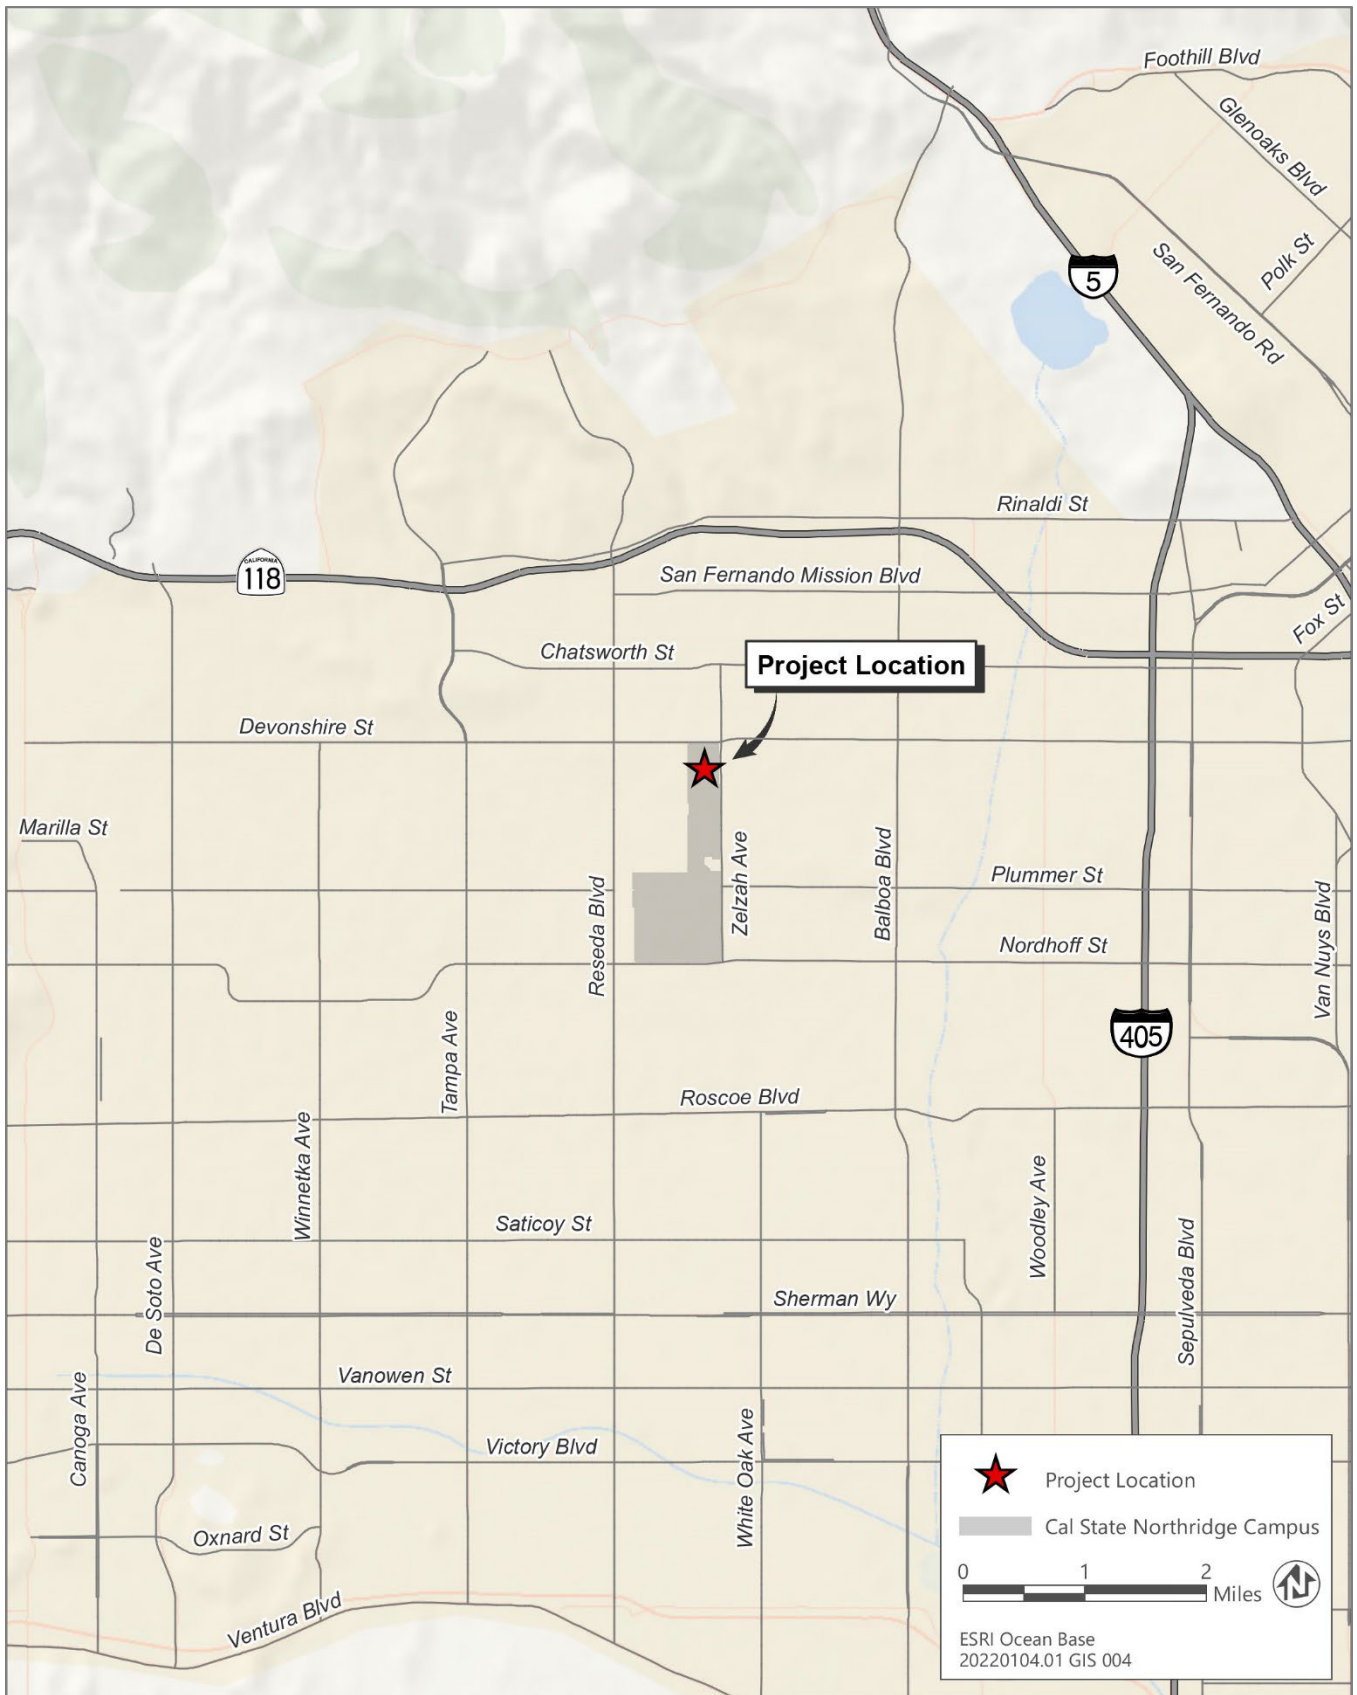 Foothill Blvd
Glenoaks Blvd
Polk St
San Fernando Rd
5
Rinaldi St
CALIFORNIA
118
San Fernando Mission Blvd
Fox St
Chatsworth St
Project Location
Devonshire St
Marilla St
Zelzah Ave
Balboa Blvd
Reseda Blvd
Plummer St
Van Nuys Blvd
Nordhoff St
405
Tampa Ave
Roscoe Blvd
Winnetka Ave
Woodley Ave
Saticoy St
Sepulveda Blvd
De Soto Ave
Sherman Wy
Vanowen St
Canoga Ave
White Oak Ave
Victory Blvd
Oxnard St
Ventura Blvd
Project Location
Cal State Northridge Campus
0 1 2
Miles
N
ESRI Ocean Base
20220104.01 GIS 004